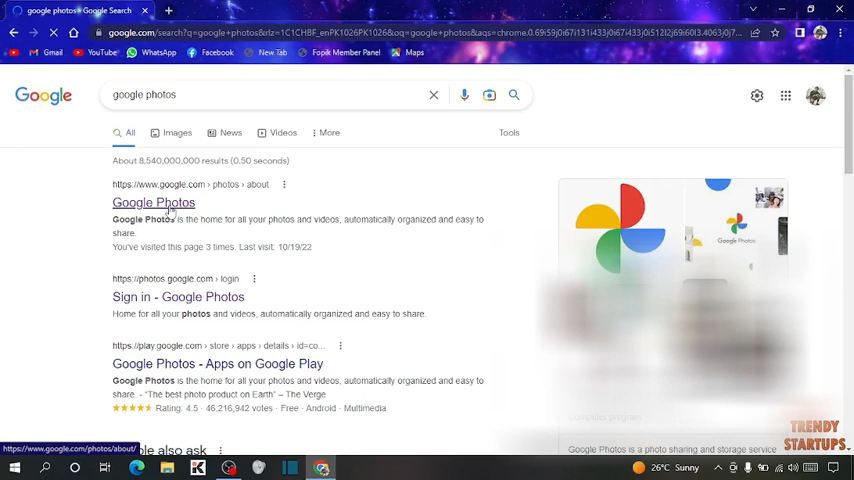 google photos - Google Search
google.com/search?q=google+photos&rlz=1C1CHBF_enPK1026PK1026&oq=google+photos&aqs=chrome.0.69i59j0i67i131i433j0i67i433j0i512l2j69i60l3.4063j0j7...
Gmail
YouTube
WhatsApp
Facebook
New Tab
Fopik Member Panel
Maps
Google
google photos
All
Images
News
Videos
More
Tools
About 8,540,000,000 results (0.50 seconds)
https://www.google.com › photos › about
Google Photos
Google Photos is the home for all your photos and videos, automatically organized and easy to
share.
You've visited this page 3 times. Last visit: 10/19/22
https://photos.google.com › login
Sign in - Google Photos
Home for all your photos and videos, automatically organized and easy to share.
https://play.google.com › store › apps › details › id=co...
Google Photos - Apps on Google Play
Google Photos is the home for all your photos and videos, automatically organized and easy to
share. - "The best photo product on Earth" – The Verge
Rating: 4.5 · 46,216,942 votes · Free · Android · Multimedia
ple also ask
Google Photos
Google Photos is a photo sharing and storage service
https://www.google.com/photos/about/
TRENDY
STARTUPS.
26°C Sunny